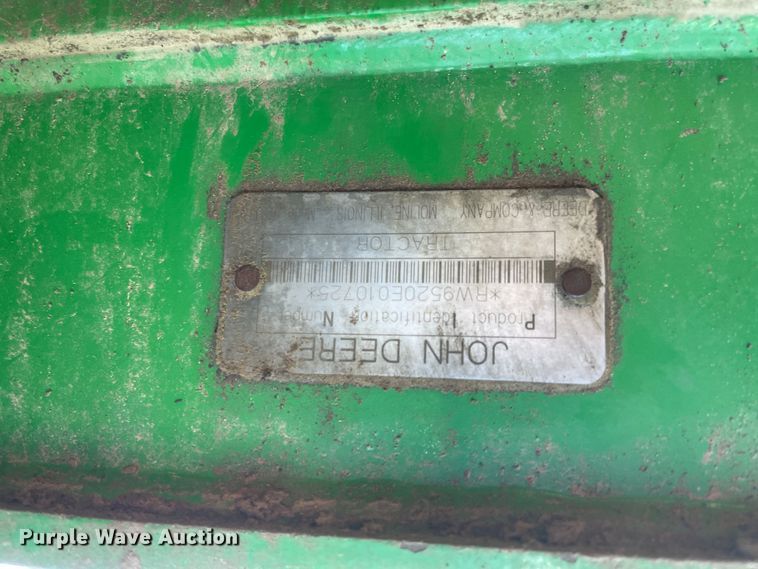 JOHN DEERE
Product Identification Number
*RW9520E010725*
TRACTOR
DEERE & COMPANY MOLINE, ILLINOIS
Purple Wave Auction